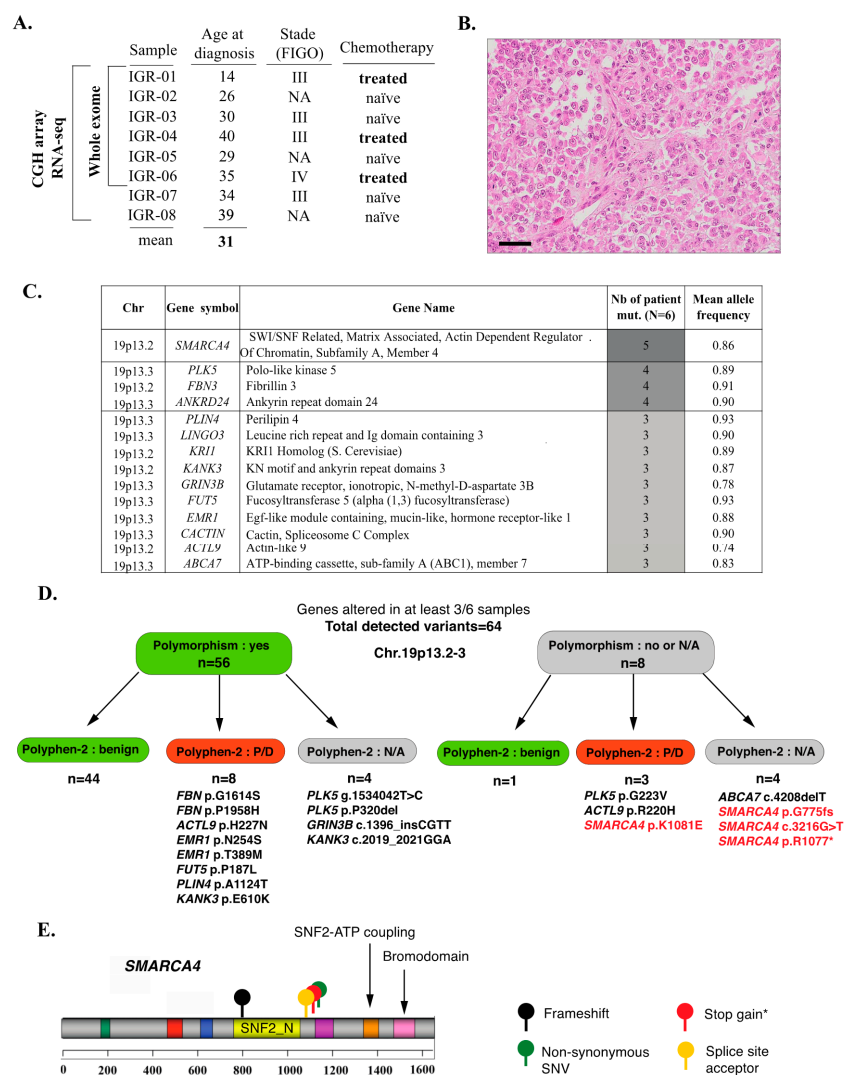 A.
Sample Age at diagnosis Stade (FIGO) Chemotherapy
CGH array RNA-seq
Whole exome
IGR-01 14 III treated
IGR-02 26 NA naïve
IGR-03 30 III naïve
IGR-04 40 III treated
IGR-05 29 NA naïve
IGR-06 35 IV treated
IGR-07 34 III naïve
IGR-08 39 NA naïve
mean 31
B.
C.
Chr Gene symbol Gene Name Nb of patient mut. (N=6) Mean allele frequency
19p13.2 SMARCA4 SWI/SNF Related, Matrix Associated, Actin Dependent Regulator . Of Chromatin, Subfamily A, Member 4 5 0.86
19p13.3 PLK5 Polo-like kinase 5 4 0.89
19p13.2 FBN3 Fibrillin 3 4 0.91
19p13.3 ANKRD24 Ankyrin repeat domain 24 4 0.90
19p13.3 PLIN4 Perilipin 4 3 0.93
19p13.3 LINGO3 Leucine rich repeat and Ig domain containing 3 3 0.90
19p13.2 KRI1 KRI1 Homolog (S. Cerevisiae) 3 0.89
19p13.2 KANK3 KN motif and ankyrin repeat domains 3 3 0.87
19p13.3 GRIN3B Glutamate receptor, ionotropic, N-methyl-D-aspartate 3B 3 0.78
19p13.3 FUT5 Fucosyltransferase 5 (alpha (1,3) fucosyltransferase) 3 0.93
19p13.3 EMR1 Egf-like module containing, mucin-like, hormone receptor-like 1 3 0.88
19p13.3 CACTIN Cactin, Spliceosome C Complex 3 0.90
19p13.2 ACTL9 Actin-like 9 3 0.74
19p13.3 ABCA7 ATP-binding cassette, sub-family A (ABC1), member 7 3 0.83
D.
Genes altered in at least 3/6 samples
Total detected variants=64
Chr.19p13.2-3
Polymorphism : yes
n=56
Polymorphism : no or N/A
n=8
Polyphen-2 : benign
n=44
Polyphen-2 : P/D
n=8
FBN p.G1614S
FBN p.P1958H
ACTL9 p.H227N
EMR1 p.N254S
EMR1 p.T389M
FUT5 p.P187L
PLIN4 p.A1124T
KANK3 p.E610K
Polyphen-2 : N/A
n=4
PLK5 g.1534042T>C
PLK5 p.P320del
GRIN3B c.1396_insCGTT
KANK3 c.2019_2021GGA
Polyphen-2 : benign
n=1
Polyphen-2 : P/D
n=3
PLK5 p.G223V
ACTL9 p.R220H
SMARCA4 p.K1081E
Polyphen-2 : N/A
n=4
ABCA7 c.4208delT
SMARCA4 p.G775fs
SMARCA4 c.3216G>T
SMARCA4 p.R1077*
E.
SMARCA4
SNF2-ATP coupling
Bromodomain
SNF2_N
0 200 400 600 800 1000 1200 1400 1600
Frameshift
Stop gain*
Non-synonymous SNV
Splice site acceptor